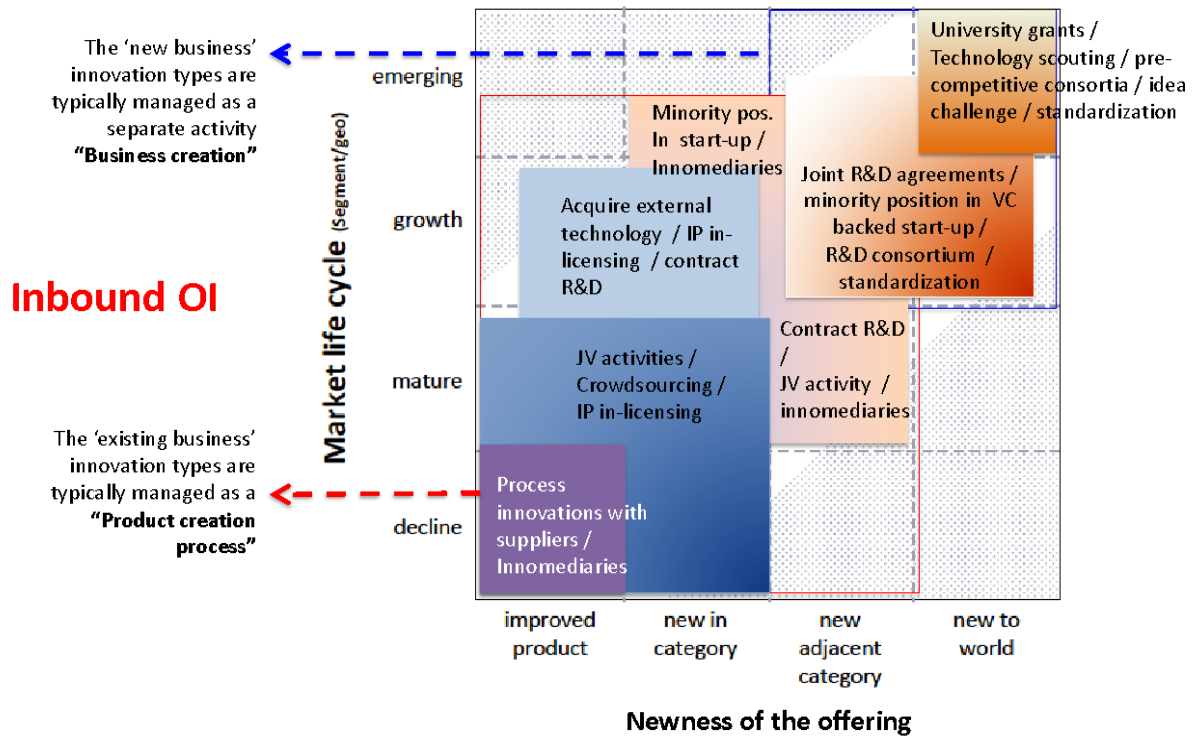 The ‘new business’
innovation types are
typically managed as a
separate activity
“Business creation”
Inbound OI
The ‘existing business’
innovation types are
typically managed as a
“Product creation
process”
Market life cycle (Segment/geo)
emerging
growth
mature
decline
University grants /
Technology scouting / pre-
competitive consortia / idea
challenge / standardization
Minority pos.
In start-up /
Innomediaries
Joint R&D agreements /
minority position in VC
backed start-up /
R&D consortium /
standardization
Acquire external
technology / IP in-
licensing / contract
R&D
Contract R&D
/
JV activity /
innomediaries
JV activities /
Crowdsourcing /
IP in-licensing
Process
innovations with
suppliers /
Innomediaries
improved
product
new in
category
new
adjacent
category
new to
world
Newness of the offering